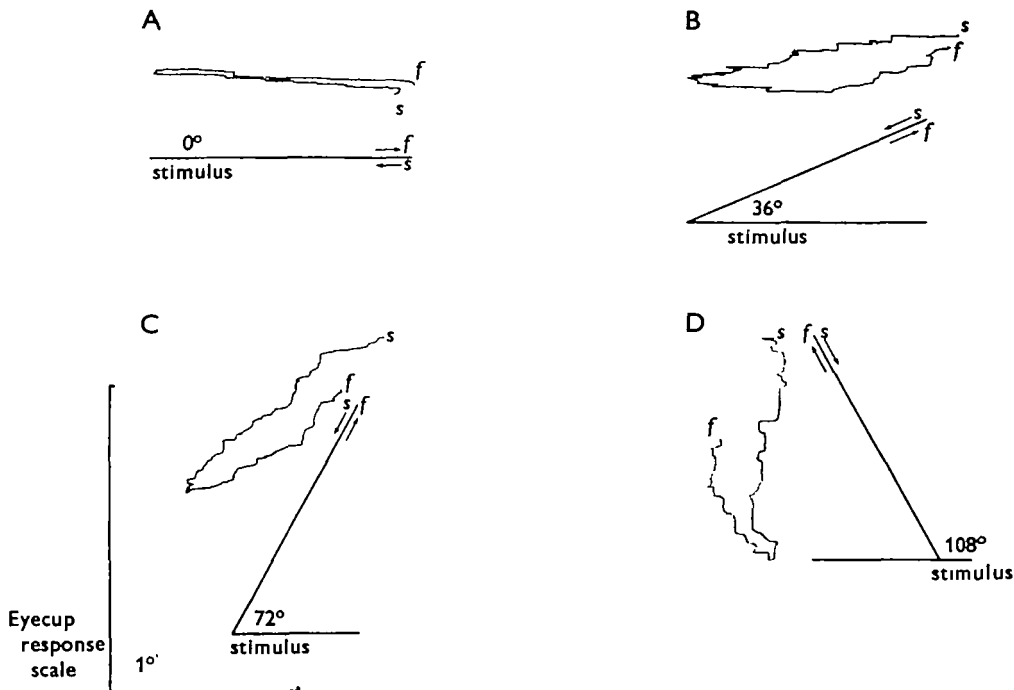 A
f
s
0°
f
s
stimulus
B
s
f
s
f
36°
stimulus
C
s
f
s
f
72°
stimulus
Eyecup
response
scale
1°
D
s
f
f s
108°
stimulus